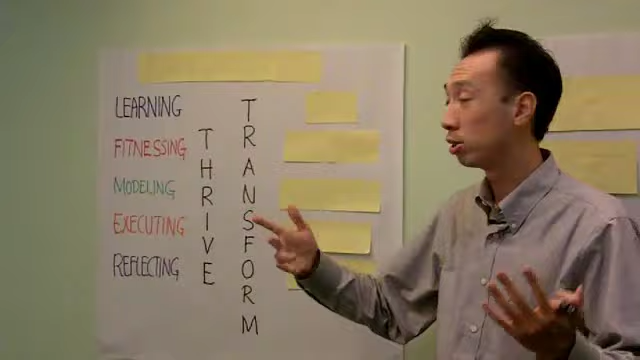 LEARNING
FITNESSING
MODELING
EXECUTING
REFLECTING
THRIVE
TRANSFORM